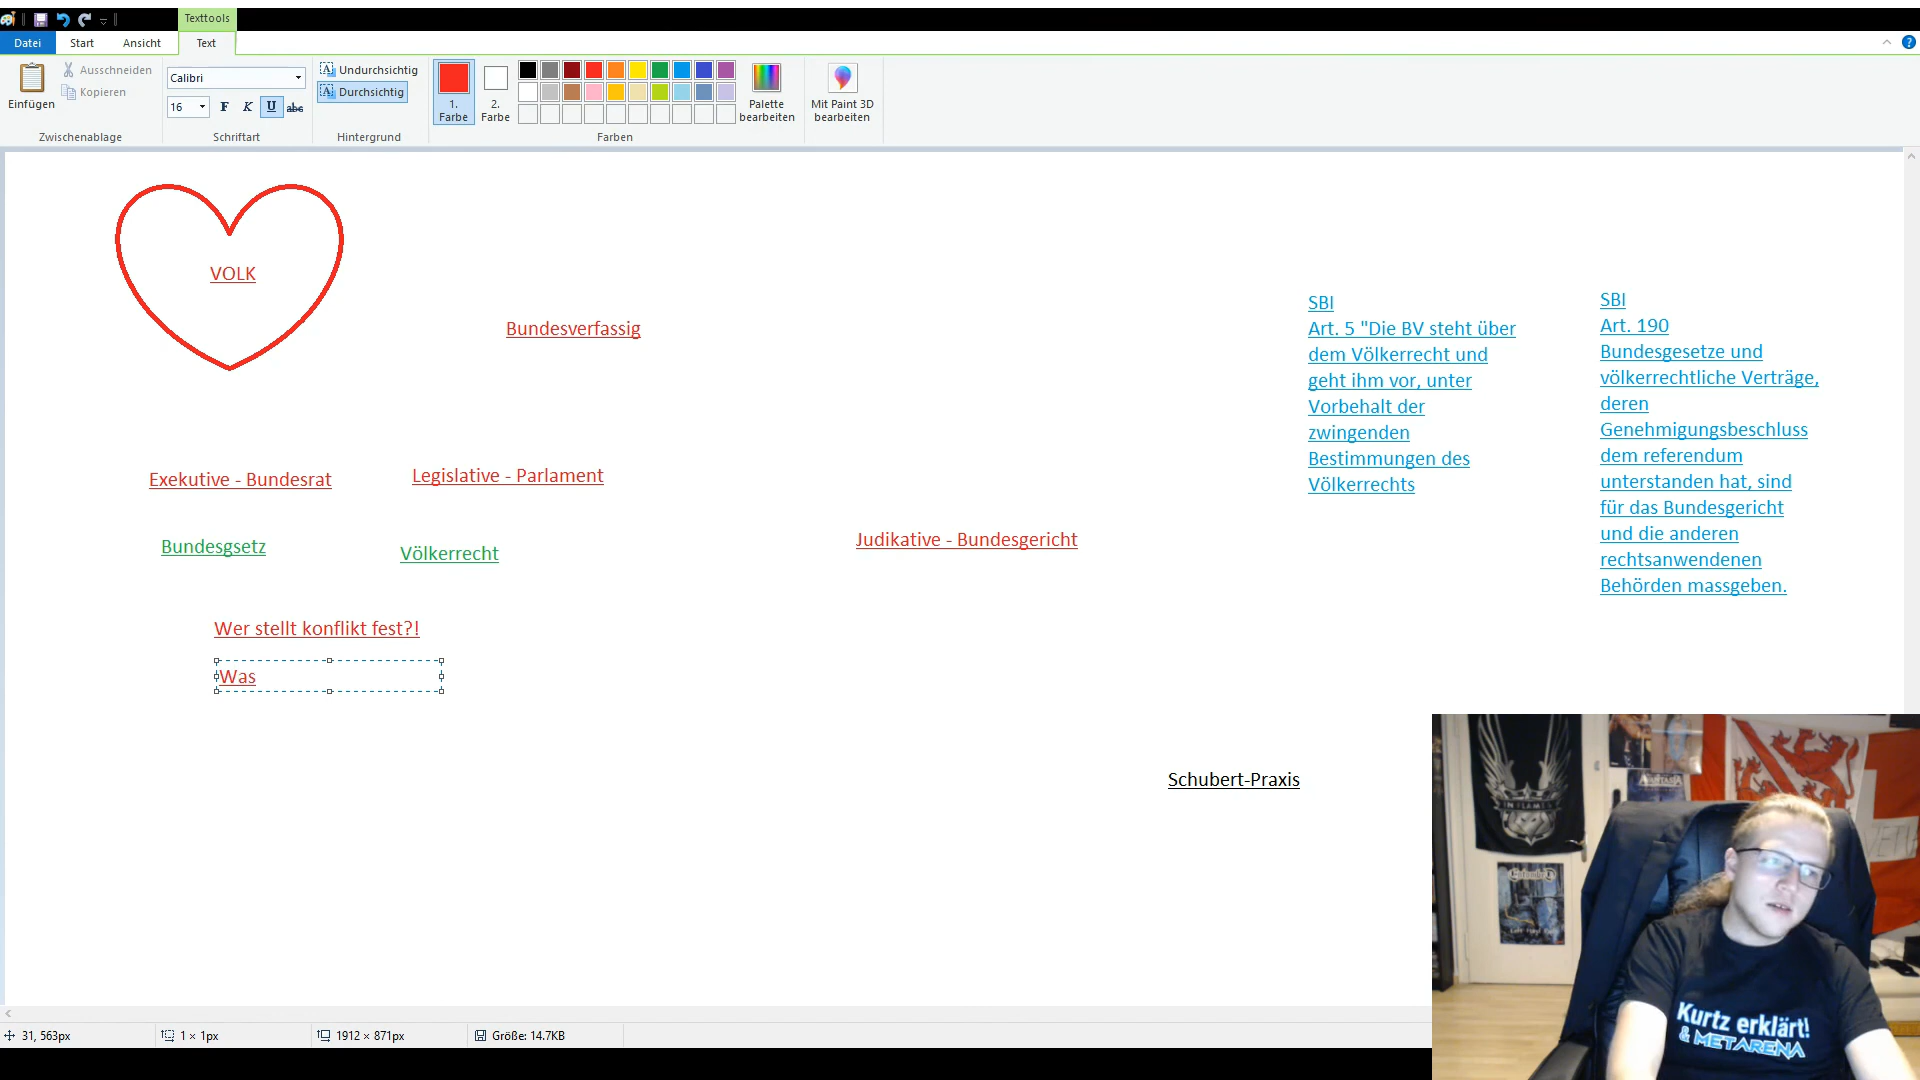 Texttools
Datei
Start
Ansicht
Text
Einfügen
Ausschneiden
Kopieren
Zwischenablage
Calibri
16
F
K
U
abc
Schriftart
Undurchsichtig
Durchsichtig
Hintergrund
1.
Farbe
2.
Farbe
Farben
Palette
bearbeiten
Mit Paint 3D
bearbeiten
VOLK
Bundesverfassig
Exekutive - Bundesrat
Legislative - Parlament
Bundesgsetz
Völkerrecht
Judikative - Bundesgericht
Wer stellt konflikt fest?!
Was
Schubert-Praxis
SBI
Art. 5 "Die BV steht über
dem Völkerrecht und
geht ihm vor, unter
Vorbehalt der
zwingenden
Bestimmungen des
Völkerrechts
SBI
Art. 190
Bundesgesetze und
völkerrechtliche Verträge,
deren
Genehmigungsbeschluss
dem referendum
unterstanden hat, sind
für das Bundesgericht
und die anderen
rechtsanwendenen
Behörden massgeben.
IN FLAMES
AVANTASIA
Kurtz erklärt!
& METARENA
31, 563px
1 × 1px
1912 × 871px
Größe: 14.7KB